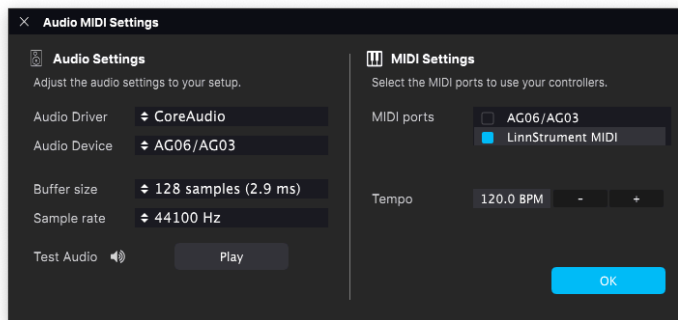 Audio MIDI Settings
Audio Settings
Adjust the audio settings to your setup.
Audio Driver CoreAudio
Audio Device AG06/AG03
Buffer size 128 samples (2.9 ms)
Sample rate 44100 Hz
Test Audio Play
MIDI Settings
Select the MIDI ports to use your controllers.
MIDI ports AG06/AG03
LinnStrument MIDI
Tempo 120.0 BPM - +
OK